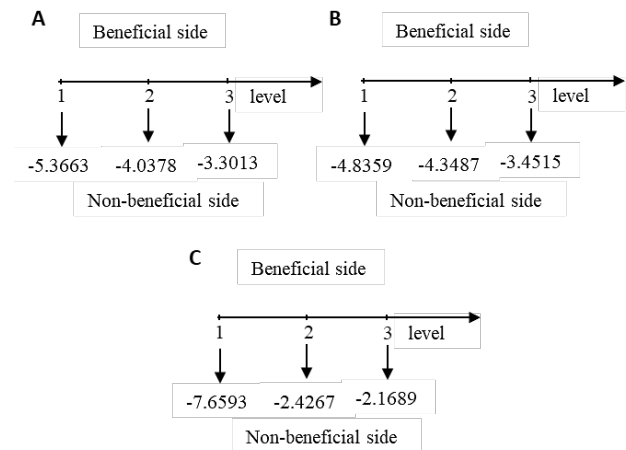 A
Beneficial side
1 2 3 level
-5.3663 -4.0378 -3.3013
Non-beneficial side
B
Beneficial side
1 2 3 level
-4.8359 -4.3487 -3.4515
Non-beneficial side
C
Beneficial side
1 2 3 level
-7.6593 -2.4267 -2.1689
Non-beneficial side